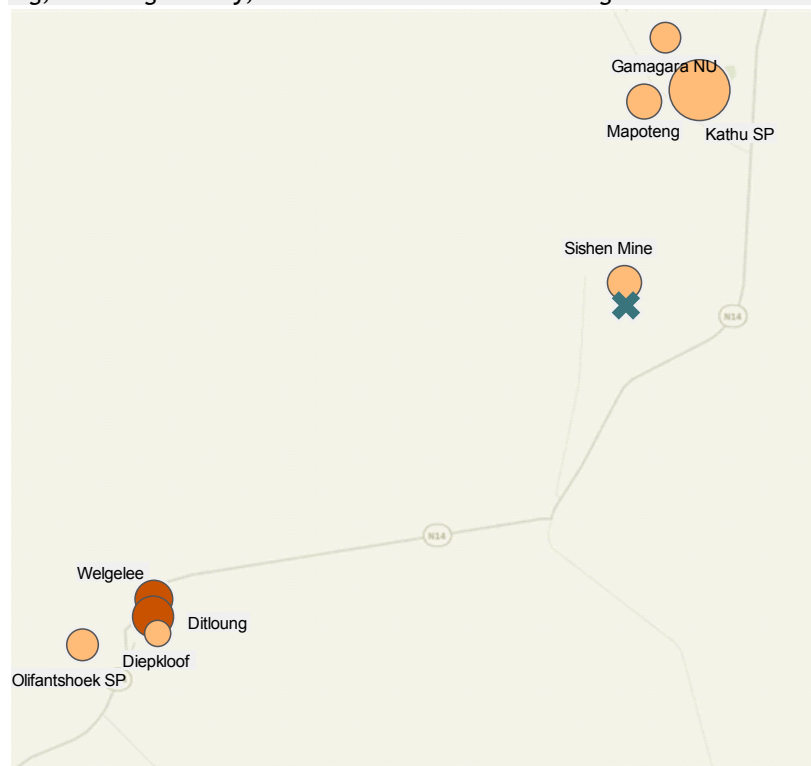 Gamagara NU
Mapoteng
Kathu SP
Sishen Mine
N14
N14
Welgelee
Ditloung
Diepkloof
Olifantshoek SP